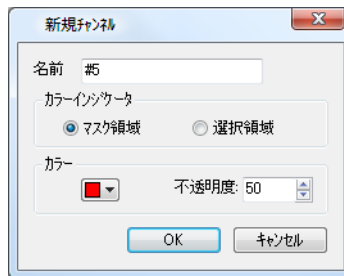 新規ﾁｬﾝﾈﾙ
名前 #5
ｶﾗｰｲﾝｼﾞｹｰﾀ
ﾏｽｸ領域 選択領域
ｶﾗｰ
不透明度: 50
OK ｷｬﾝｾﾙ